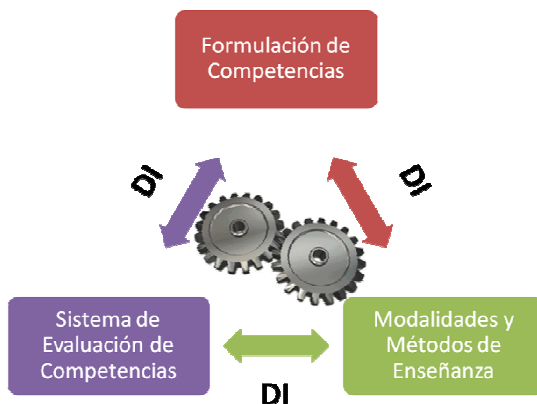 Formulación de
Competencias
DI
DI
Sistema de
Evaluación de
Competencias
Modalidades y
Métodos de
Enseñanza
DI